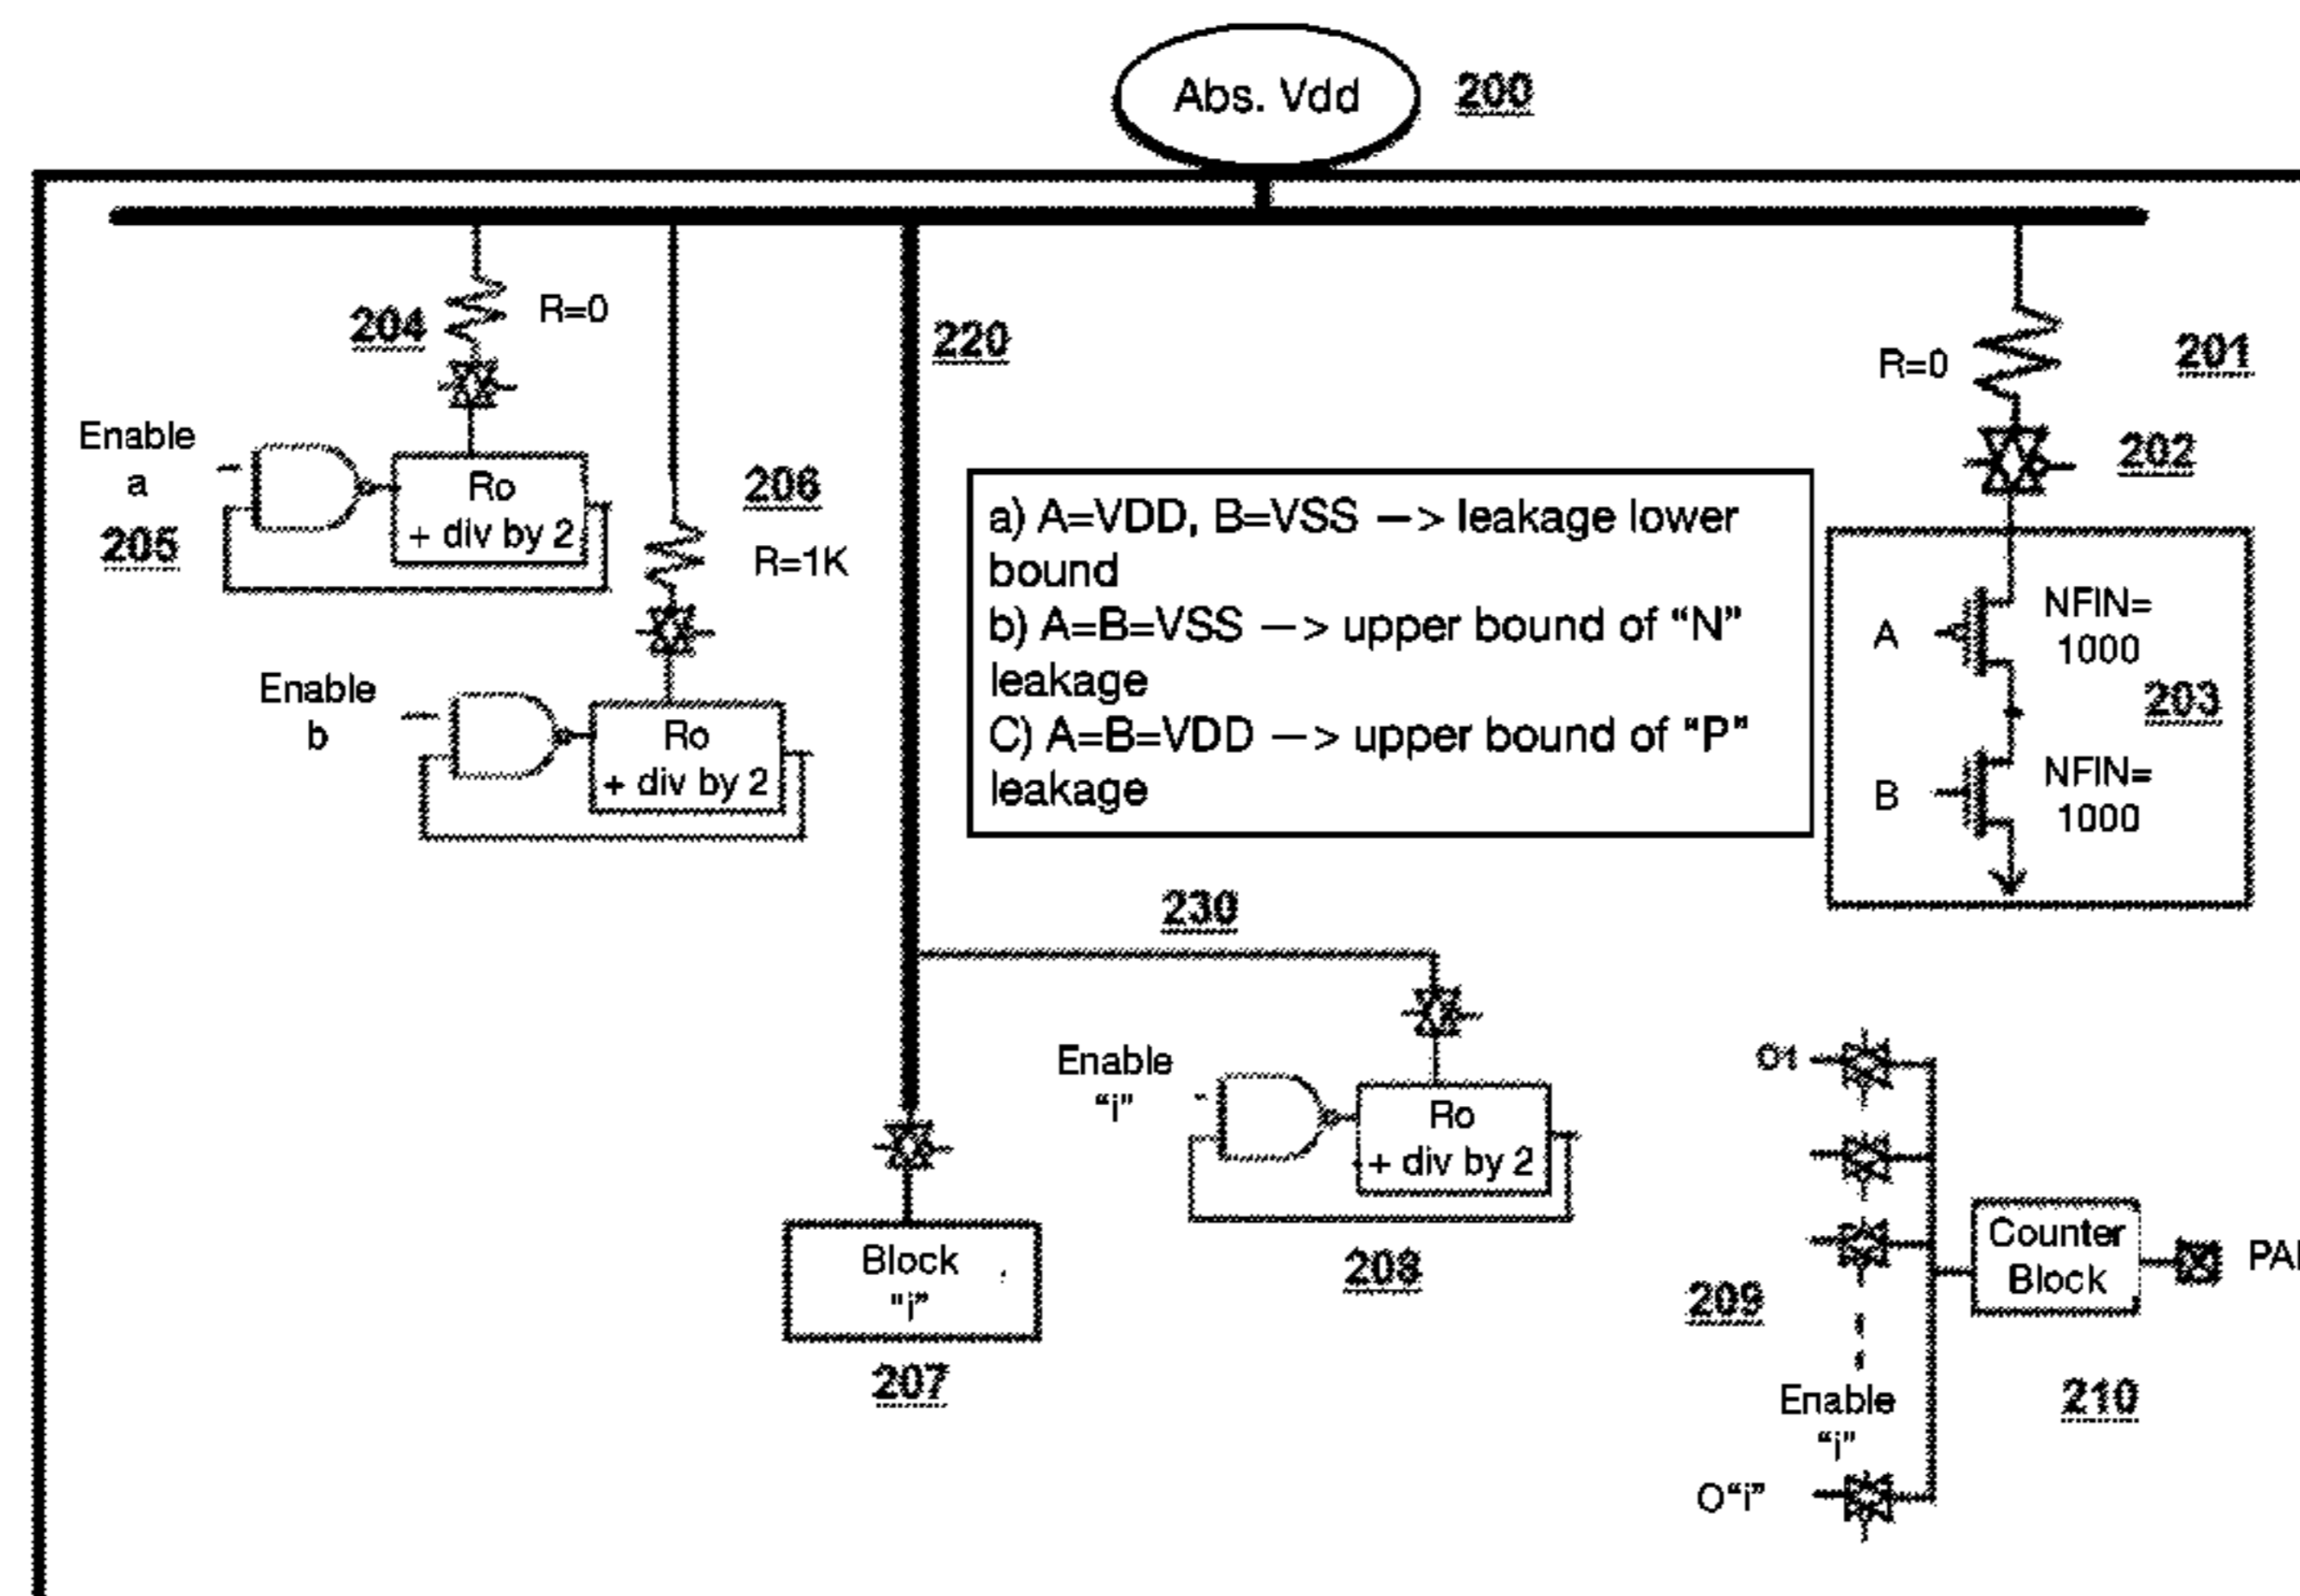 Abs. Vdd
200
204
R=0
220
R=0
201
Enable
a
205
Ro
+ div by 2
206
R=1K
202
a) A=VDD, B=VSS —> leakage lower
bound
b) A=B=VSS —> upper bound of “N”
leakage
C) A=B=VDD —> upper bound of “P”
leakage
A
NFIN=
1000
203
B
NFIN=
1000
Enable
b
Ro
+ div by 2
230
Enable
“i”
Ro
+ div by 2
208
Block
“i”
207
O1
209
Enable
“i”
O“i”
Counter
Block
210